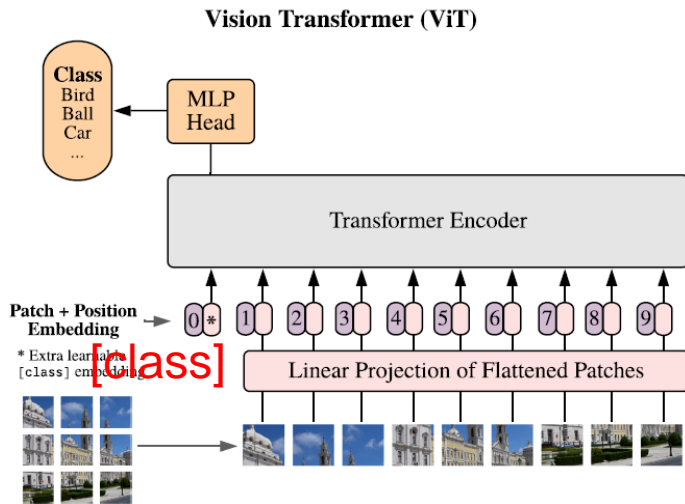 Vision Transformer (ViT)
Class
Bird
Ball
Car
...
MLP
Head
Transformer Encoder
Patch + Position
Embedding
0 * 1 2 3 4 5 6 7 8 9
* Extra learnable
[class] embedding
[class]
Linear Projection of Flattened Patches